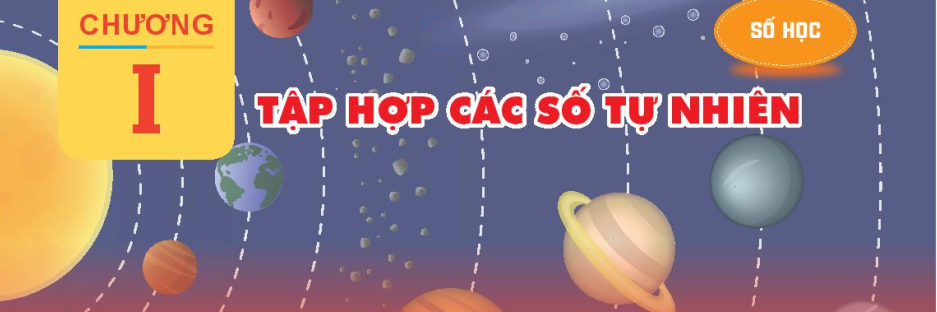 CHƯƠNG
I
SỐ HỌC
TẬP HỢP CÁC SỐ TỰ NHIÊN